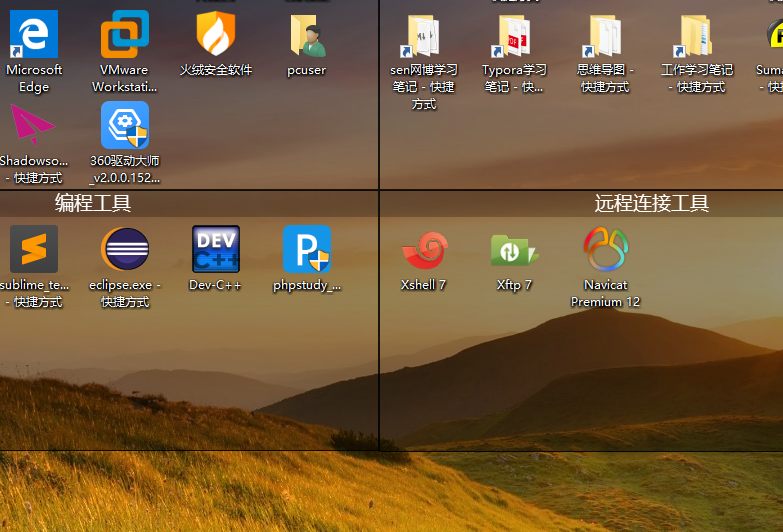 Microsoft
Edge
VMware
Workstati...
火绒安全软件
pcuser
Shadowso...
- 快捷方式
360驱动大师
_v2.0.0.152...
sen网博学习
笔记 - 快捷
方式
PDF
Typora学习
笔记 - 快...
思维导图 -
快捷方式
工作学习笔记
- 快捷方式
Suma
- 快
编程工具
sublime_te...
- 快捷方式
eclipse.exe -
快捷方式
DEV
C++
Dev-C++
P
phpstudy_...
远程连接工具
Xshell 7
Xftp 7
Navicat
Premium 12